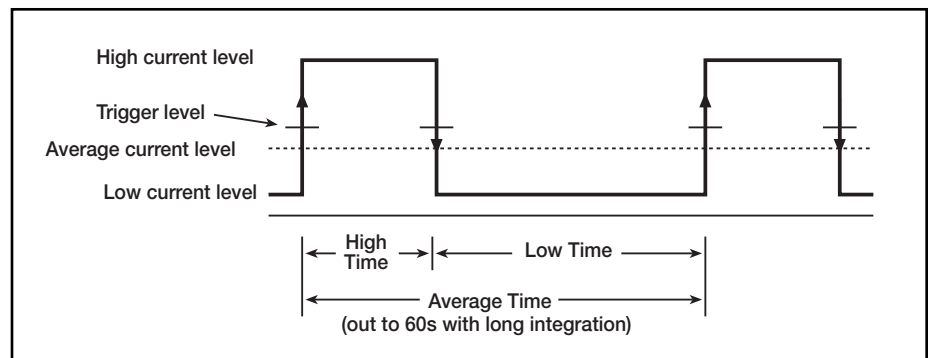 High current level
Trigger level
Average current level
Low current level
High
Time
Low Time
Average Time
(out to 60s with long integration)